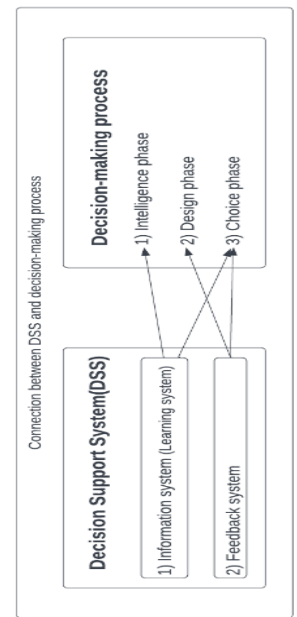 Connection between DSS and decision-making process
Decision Support System(DSS)
1) Information system (Learning system)
2) Feedback system
Decision-making process
1) Intelligence phase
2) Design phase
3) Choice phase